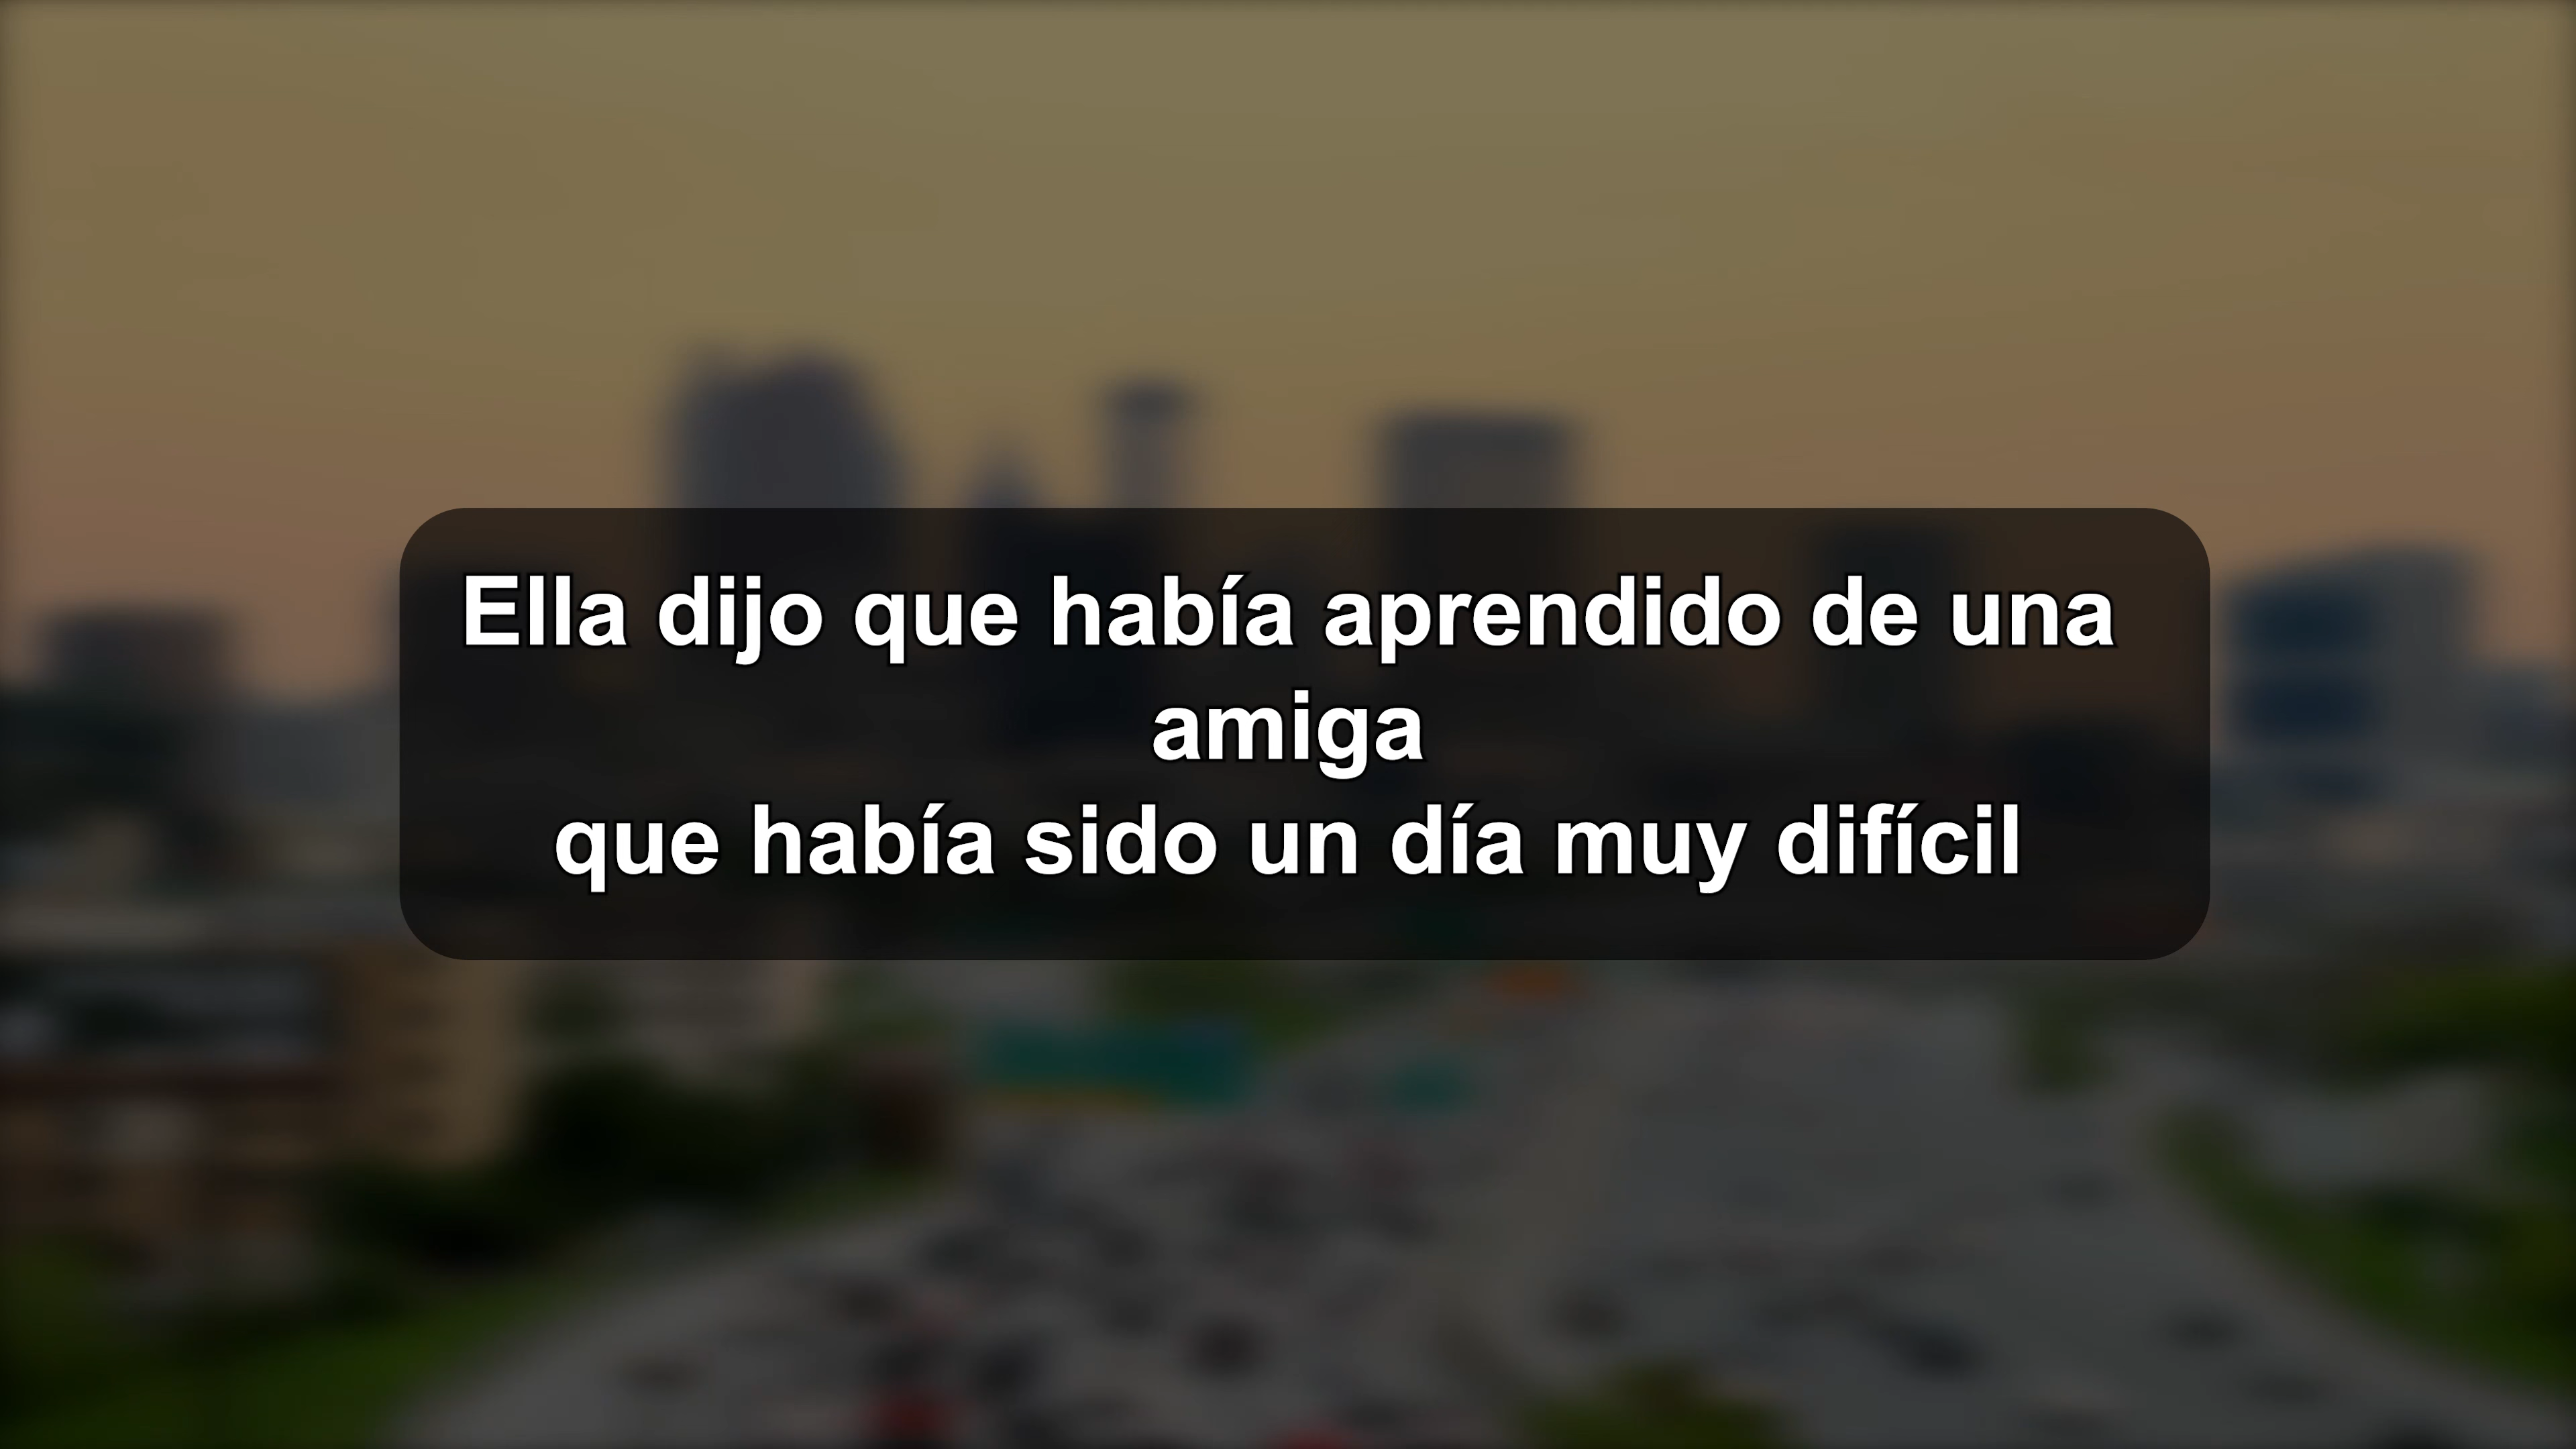 Ella dijo que había aprendido de una
amiga
que había sido un día muy difícil